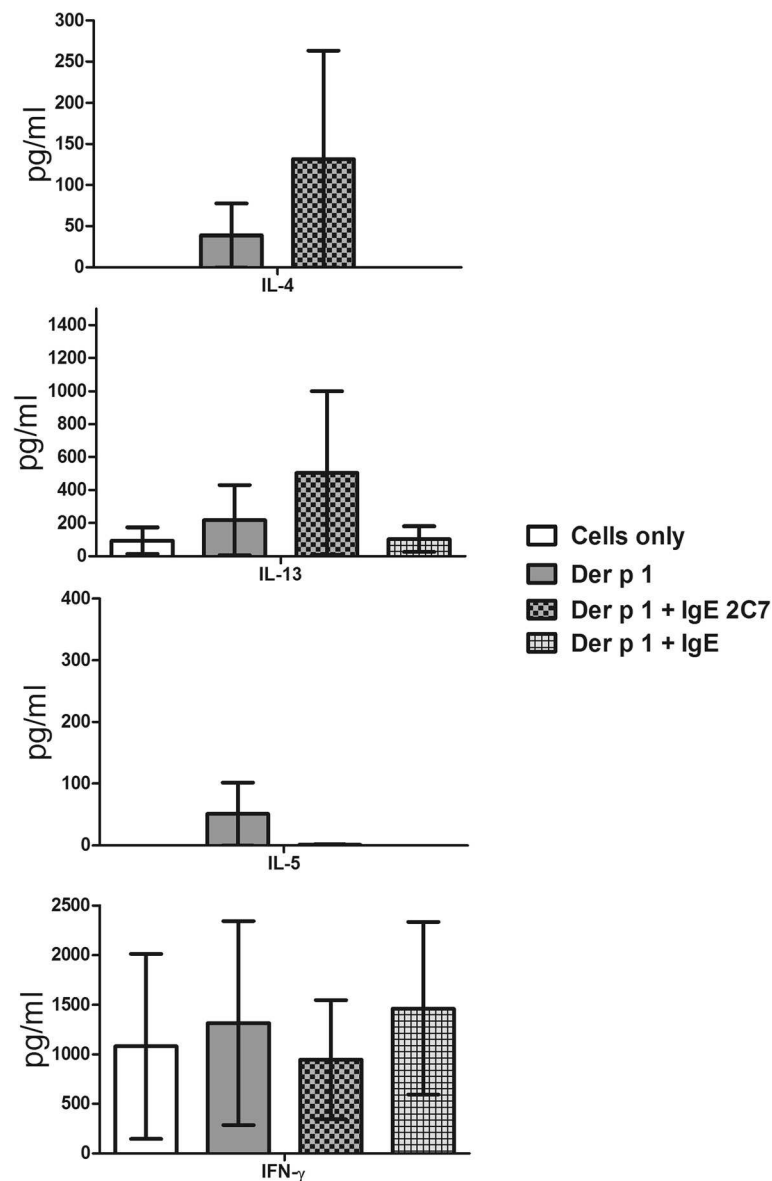 300
250
200
150
100
50
0
pg/ml
IL-4
1400
1200
1000
800
600
400
200
0
pg/ml
IL-13
Cells only
Der p 1
Der p 1 + IgE 2C7
Der p 1 + IgE
400
300
200
100
0
pg/ml
IL-5
2500
2000
1500
1000
500
0
pg/ml
IFN-γ